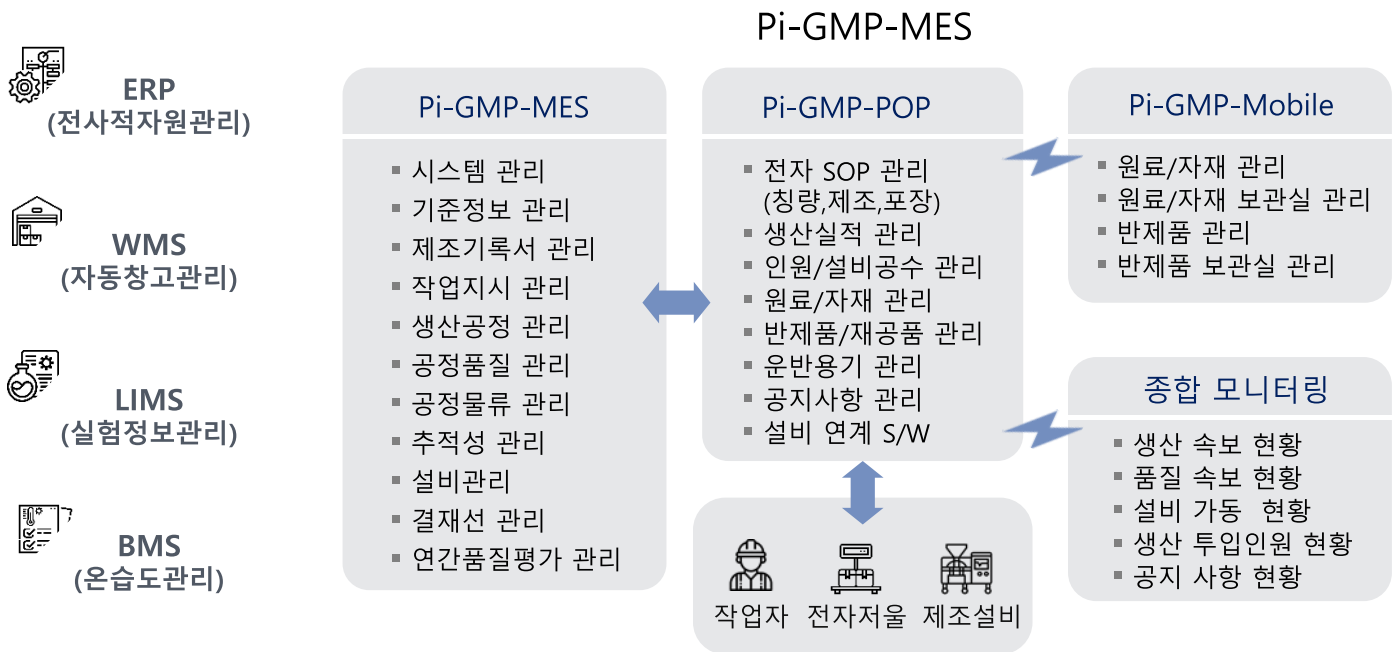 Pi-GMP-MES
ERP
(전사적자원관리)
WMS
(자동창고관리)
LIMS
(실험정보관리)
BMS
(온습도관리)
Pi-GMP-MES
▪ 시스템 관리
▪ 기준정보 관리
▪ 제조기록서 관리
▪ 작업지시 관리
▪ 생산공정 관리
▪ 공정품질 관리
▪ 공정물류 관리
▪ 추적성 관리
▪ 설비관리
▪ 결재선 관리
▪ 연간품질평가 관리
Pi-GMP-POP
▪ 전자 SOP 관리
(칭량,제조,포장)
▪ 생산실적 관리
▪ 인원/설비공수 관리
▪ 원료/자재 관리
▪ 반제품/재공품 관리
▪ 운반용기 관리
▪ 공지사항 관리
▪ 설비 연계 S/W
작업자 전자저울 제조설비
Pi-GMP-Mobile
▪ 원료/자재 관리
▪ 원료/자재 보관실 관리
▪ 반제품 관리
▪ 반제품 보관실 관리
종합 모니터링
▪ 생산 속보 현황
▪ 품질 속보 현황
▪ 설비 가동 현황
▪ 생산 투입인원 현황
▪ 공지 사항 현황